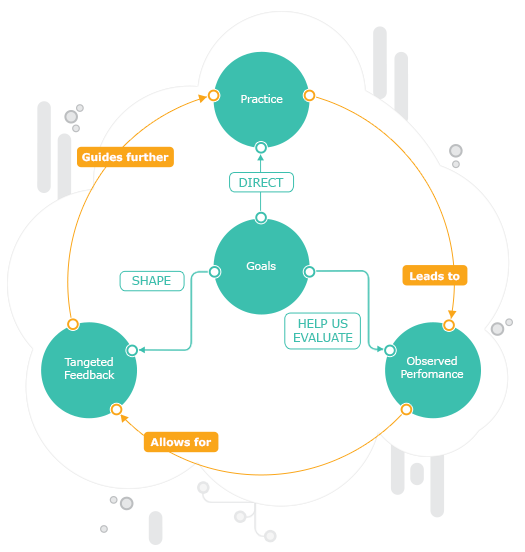 Practice
Guides further
DIRECT
Goals
Leads to
SHAPE
HELP US
EVALUATE
Tangeted
Feedback
Observed
Perfomance
Allows for